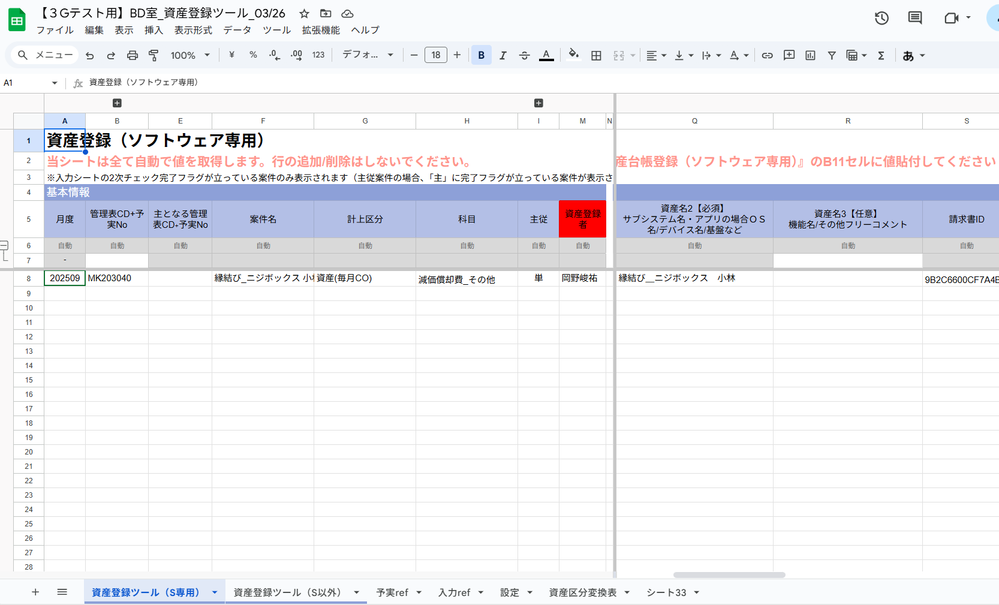 【３Gテスト用】BD室_資産登録ツール_03/26
ファイル 編集 表示 挿入 表示形式 データ ツール 拡張機能 ヘルプ
メニュー 100% ¥ % .0 .00 123 デフォ... 18 B I A あ
A1 fx 資産登録（ソフトウェア専用）
A B E F G H I M N Q R S
1 資産登録（ソフトウェア専用）
2 当シートは全て自動で値を取得します。行の追加/削除はしないでください。 産台帳登録（ソフトウェア専用）』のB11セルに値貼付してください
3 ※入力シートの2次チェック完了フラグが立っている案件のみ表示されます（主従案件の場合、「主」に完了フラグが立っている案件が表示さ
4 基本情報
5 月度 管理表CD+予実No 主となる管理表CD+予実No 案件名 計上区分 科目 主従 資産登録者 資産名2【必須】 サブシステム名・アプリの場合ＯＳ名/デバイス名/基盤など 資産名3【任意】 機能名/その他フリーコメント 請求書ID
6 自動 自動 自動 自動 自動 自動 自動 自動 自動 自動 自動
7 -
8 202509 MK203040 縁結び_ニジボックス 小 資産(毎月CO) 減価償却費_その他 単 岡野峻祐 縁結び__ニジボックス　小林 9B2C6600CF7A4E
9
10
11
12
13
14
15
16
17
18
19
20
21
22
23
24
25
26
27
28
資産登録ツール（S専用） 資産登録ツール（S以外） 予実ref 入力ref 設定 資産区分変換表 シート33